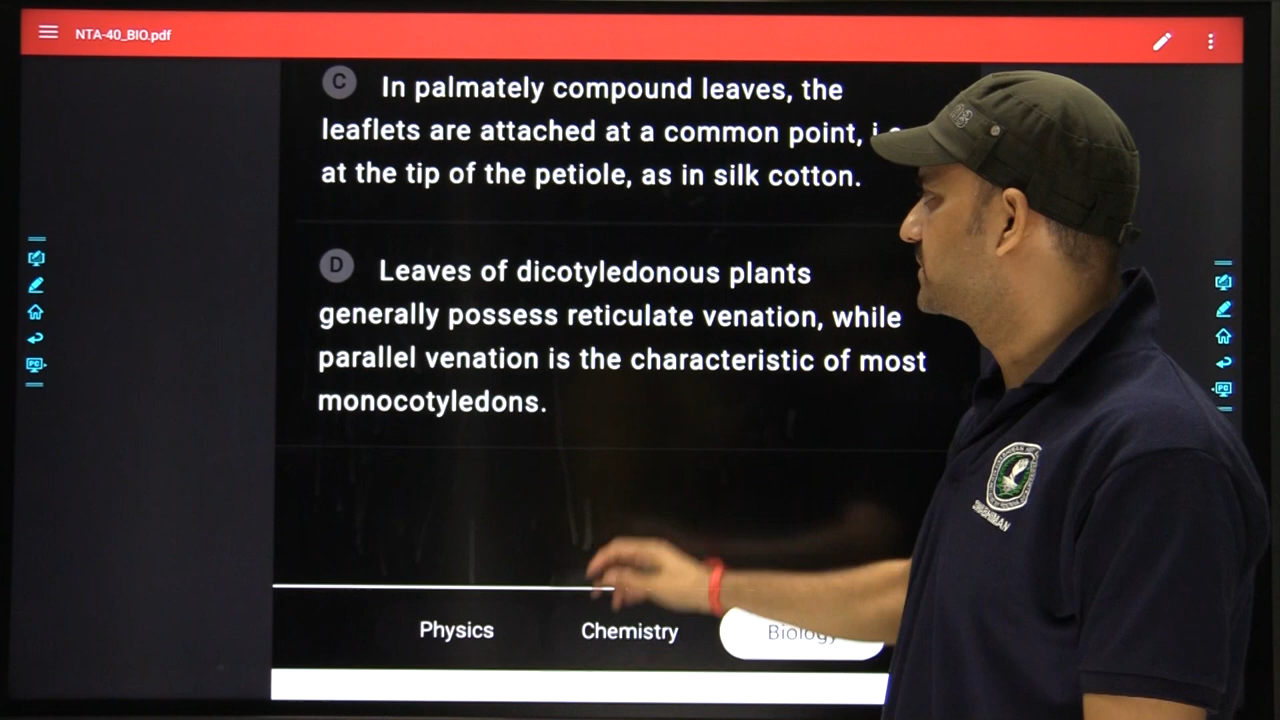 NTA-40_BIO.pdf
C In palmately compound leaves, the
leaflets are attached at a common point,
at the tip of the petiole, as in silk cotton.
D Leaves of dicotyledonous plants
generally possess reticulate venation, while
parallel venation is the characteristic of most
monocotyledons.
Physics Chemistry Biology
PC
PC